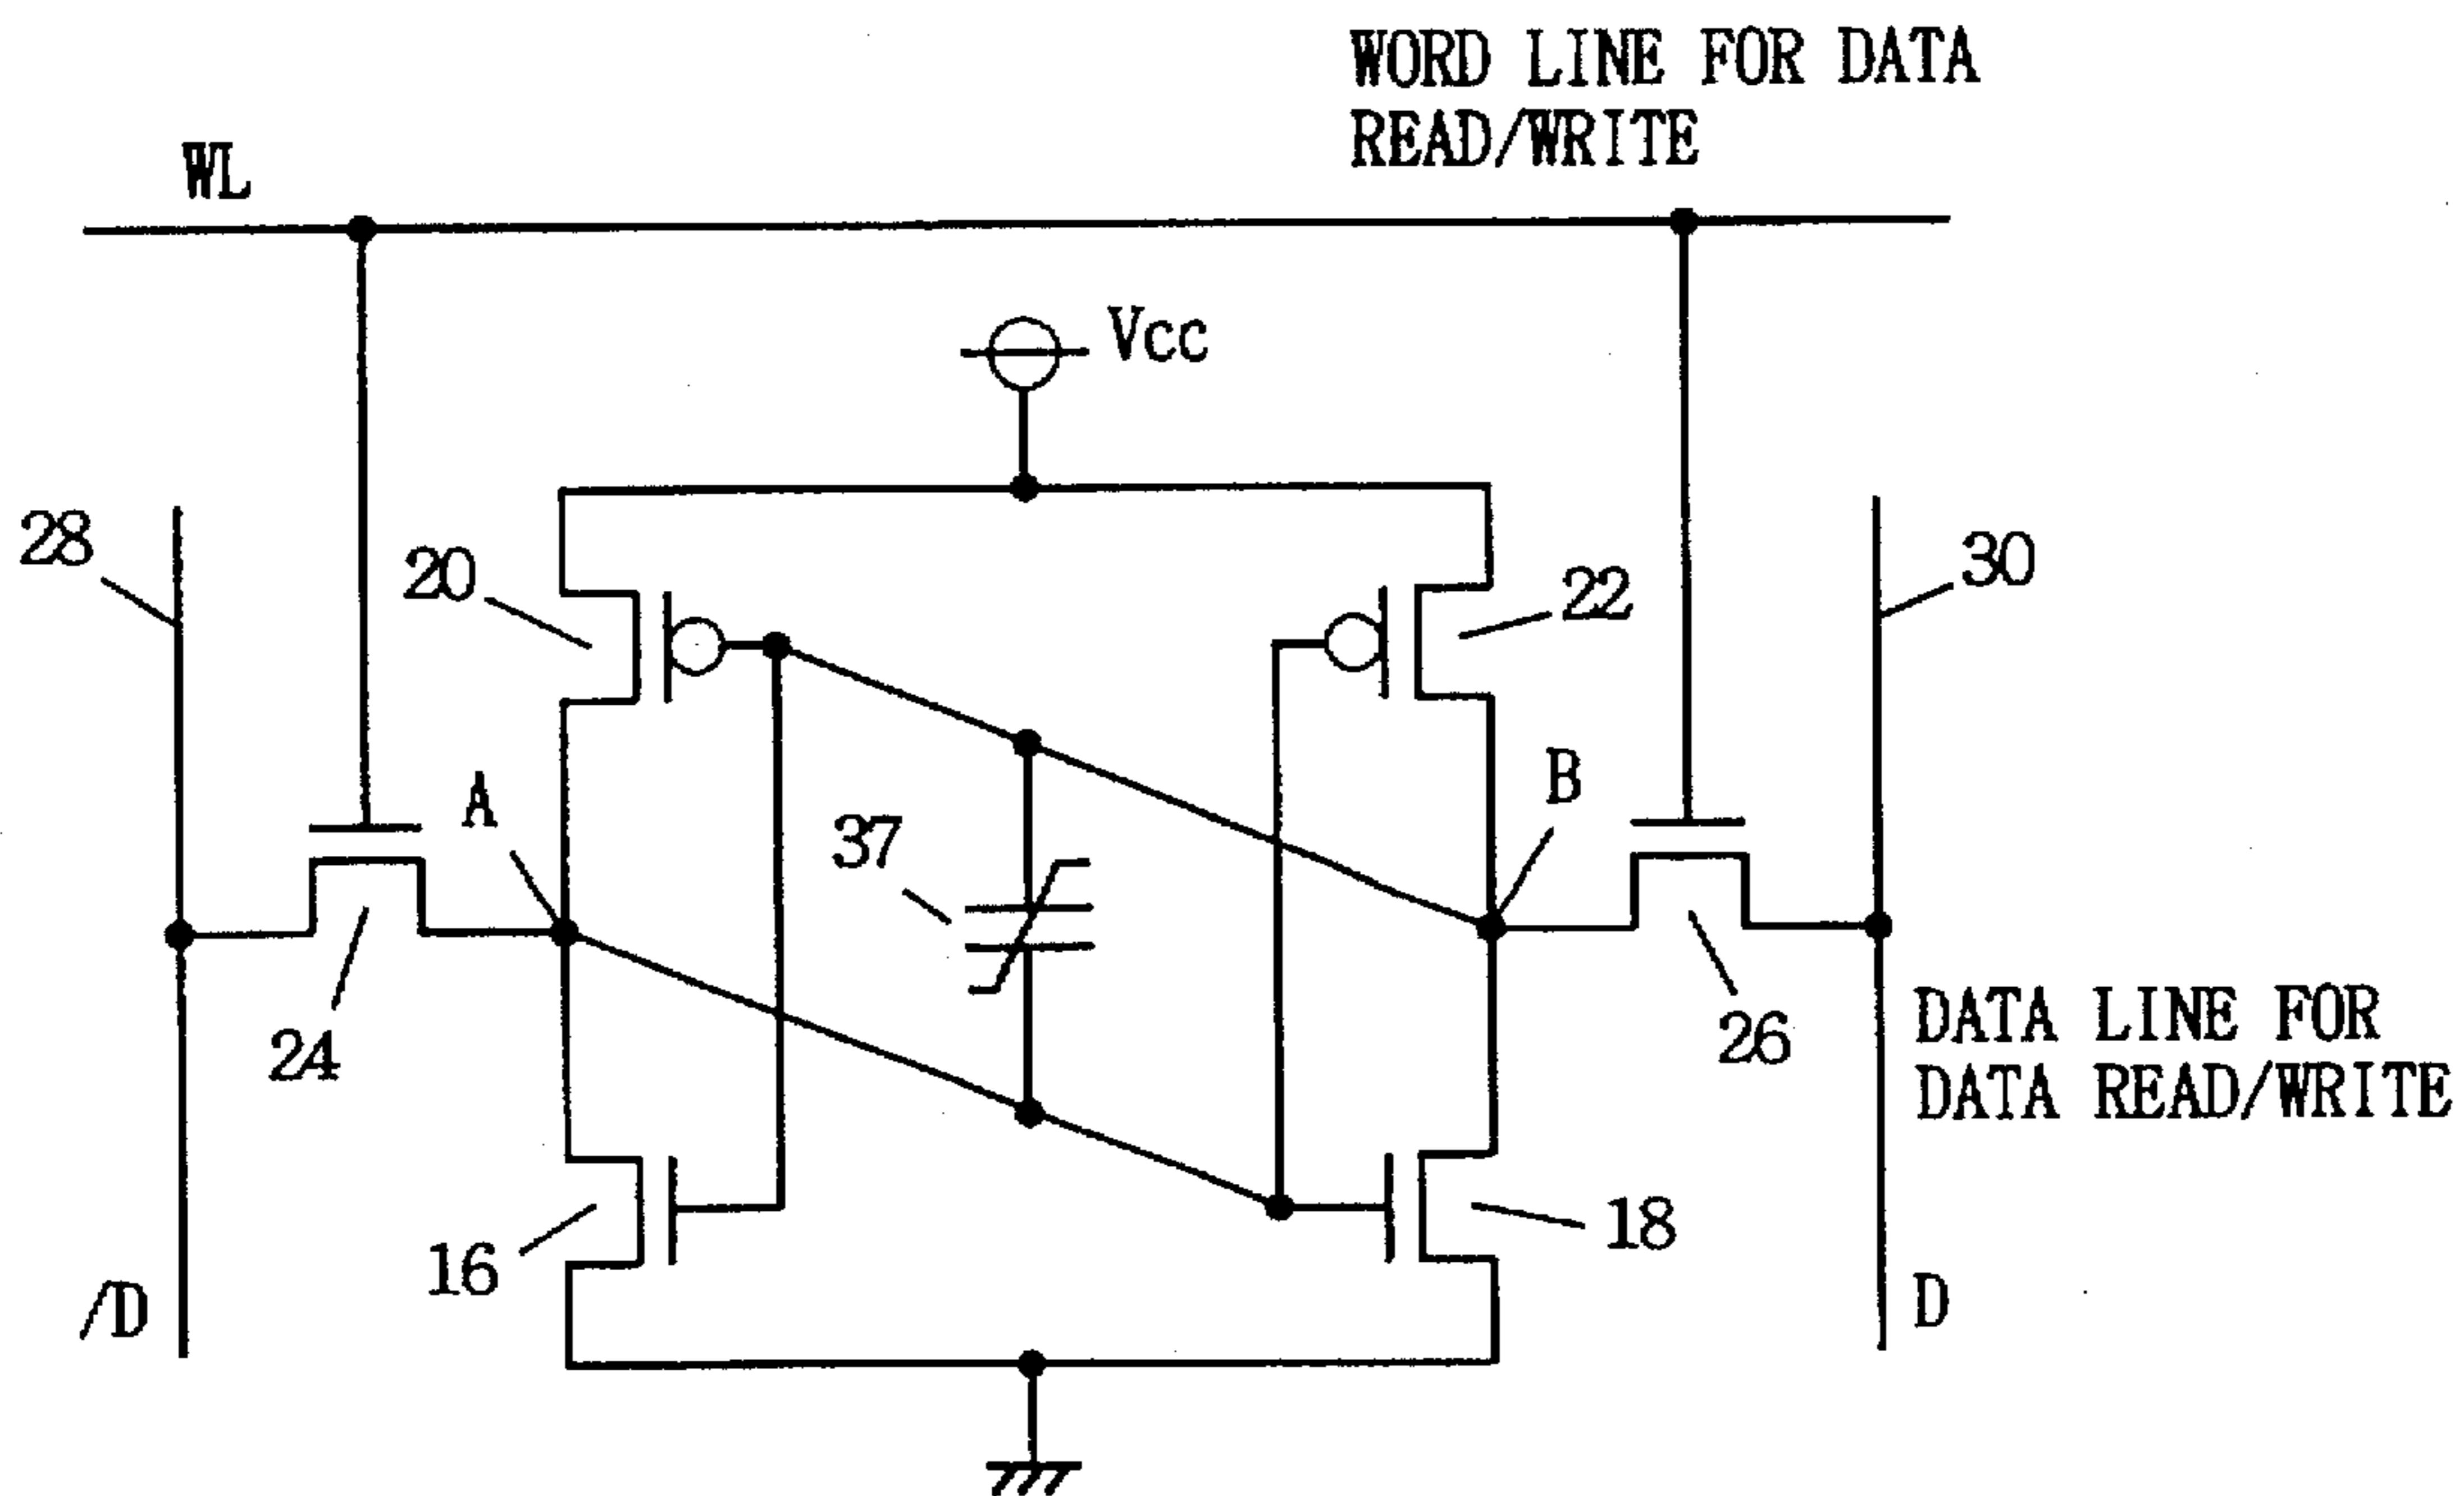 WORD LINE FOR DATA
READ/WRITE
WL
Vcc
28
20
22
30
A
B
37
24
26
DATA LINE FOR
DATA READ/WRITE
16
18
/D
D